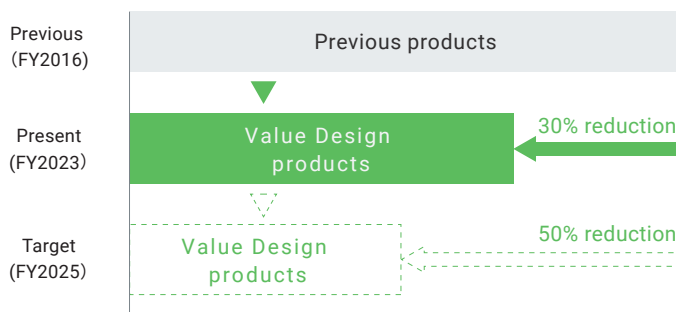 Previous
（FY2016)
Previous products
Present
(FY2023）
Value Design
products
30% reduction
Target
(FY2025）
Value Design
products
50% reduction